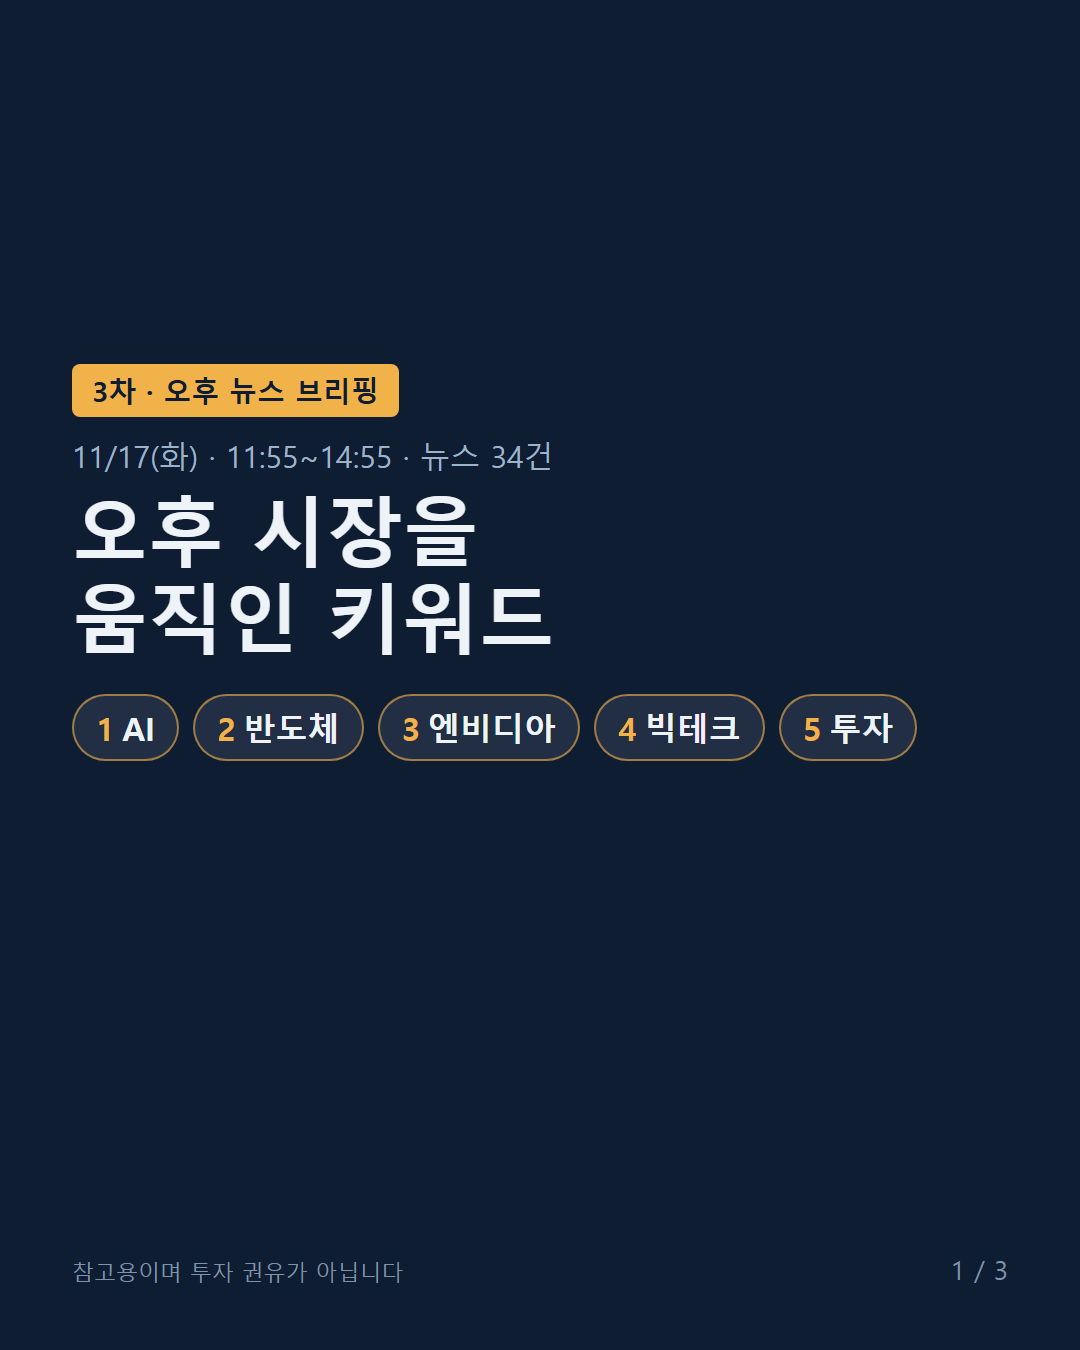 3차 · 오후 뉴스 브리핑
11/17(화) · 11:55~14:55 · 뉴스 34건
오후 시장을
움직인 키워드
1 AI 2 반도체 3 엔비디아 4 빅테크 5 투자
참고용이며 투자 권유가 아닙니다 1 / 3